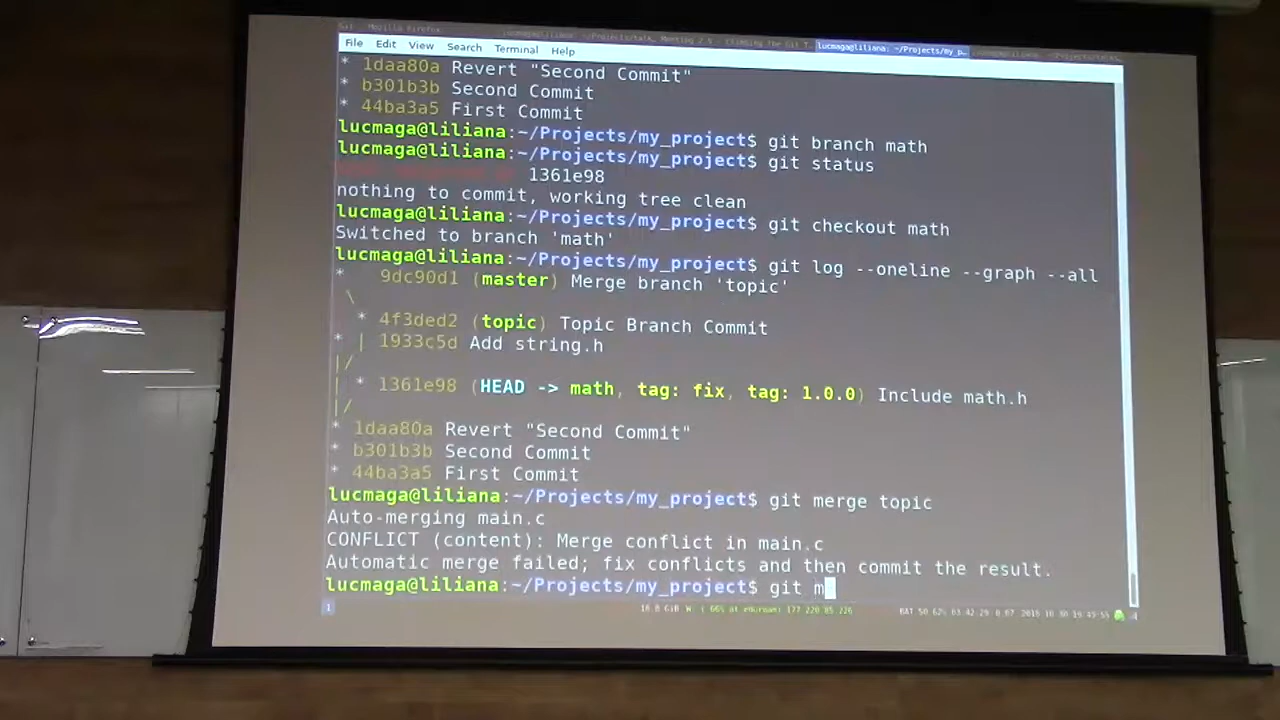 File Edit View Search Terminal Help
* 1daa80a Revert "Second Commit"
* b301b3b Second Commit
* 44ba3a5 First Commit
lucmaga@liliana:~/Projects/my_project$ git branch math
lucmaga@liliana:~/Projects/my_project$ git status
1361e98
nothing to commit, working tree clean
lucmaga@liliana:~/Projects/my_project$ git checkout math
Switched to branch 'math'
lucmaga@liliana:~/Projects/my_project$ git log --oneline --graph --all
* 9dc90d1 (master) Merge branch 'topic'
\
* 4f3ded2 (topic) Topic Branch Commit
* | 1933c5d Add string.h
|/
| * 1361e98 (HEAD -> math, tag: fix, tag: 1.0.0) Include math.h
|/
* 1daa80a Revert "Second Commit"
* b301b3b Second Commit
* 44ba3a5 First Commit
lucmaga@liliana:~/Projects/my_project$ git merge topic
Auto-merging main.c
CONFLICT (content): Merge conflict in main.c
Automatic merge failed; fix conflicts and then commit the result.
lucmaga@liliana:~/Projects/my_project$ git m
1